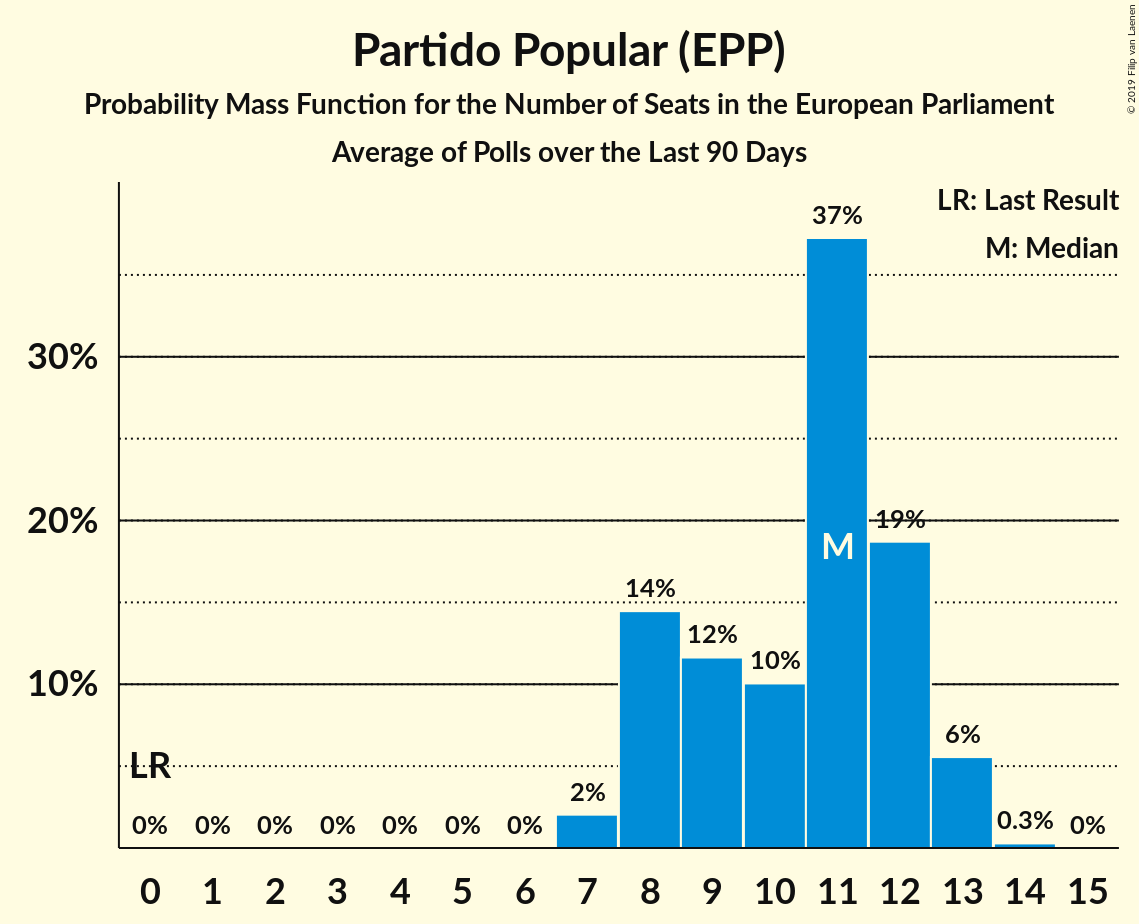 Partido Popular (EPP)
Probability Mass Function for the Number of Seats in the European Parliament
Average of Polls over the Last 90 Days
© 2019 Filip van Laenen
LR: Last Result
M: Median
37%
30%
20%
19%
M
14%
12%
10%
10%
6%
LR
2%
0% 0% 0% 0% 0% 0% 0% 0.3% 0%
0 1 2 3 4 5 6 7 8 9 10 11 12 13 14 15